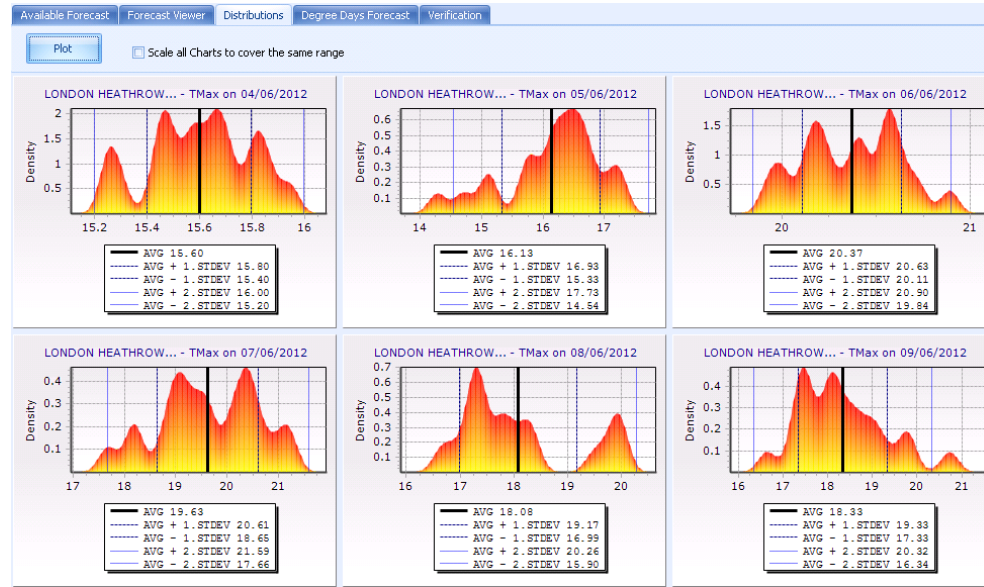 Available Forecast Forecast Viewer Distributions Degree Days Forecast Verification
Plot Scale all Charts to cover the same range
LONDON HEATHROW... - TMax on 04/06/2012
Density
2
1.5
1
0.5
15.2 15.4 15.6 15.8 16
AVG 15.60
AVG + 1.STDEV 15.80
AVG - 1.STDEV 15.40
AVG + 2.STDEV 16.00
AVG - 2.STDEV 15.20
LONDON HEATHROW... - TMax on 05/06/2012
Density
0.6
0.5
0.4
0.3
0.2
0.1
14 15 16 17
AVG 16.13
AVG + 1.STDEV 16.93
AVG - 1.STDEV 15.33
AVG + 2.STDEV 17.73
AVG - 2.STDEV 14.54
LONDON HEATHROW... - TMax on 06/06/2012
Density
1.5
1
0.5
20 21
AVG 20.37
AVG + 1.STDEV 20.63
AVG - 1.STDEV 20.11
AVG + 2.STDEV 20.90
AVG - 2.STDEV 19.84
LONDON HEATHROW... - TMax on 07/06/2012
Density
0.4
0.3
0.2
0.1
17 18 19 20 21
AVG 19.63
AVG + 1.STDEV 20.61
AVG - 1.STDEV 18.65
AVG + 2.STDEV 21.59
AVG - 2.STDEV 17.66
LONDON HEATHROW... - TMax on 08/06/2012
Density
0.7
0.6
0.5
0.4
0.3
0.2
0.1
16 17 18 19 20
AVG 18.08
AVG + 1.STDEV 19.17
AVG - 1.STDEV 16.99
AVG + 2.STDEV 20.26
AVG - 2.STDEV 15.90
LONDON HEATHROW... - TMax on 09/06/2012
Density
0.4
0.3
0.2
0.1
16 17 18 19 20 21
AVG 18.33
AVG + 1.STDEV 19.33
AVG - 1.STDEV 17.33
AVG + 2.STDEV 20.32
AVG - 2.STDEV 16.34